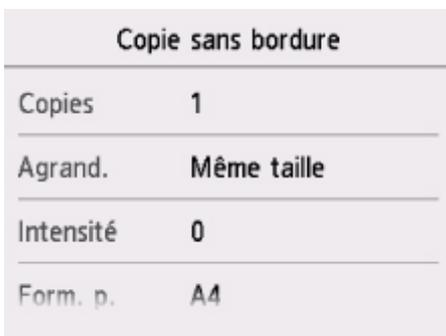 Copie sans bordure
Copies 1
Agrand. Même taille
Intensité 0
Form. p. A4